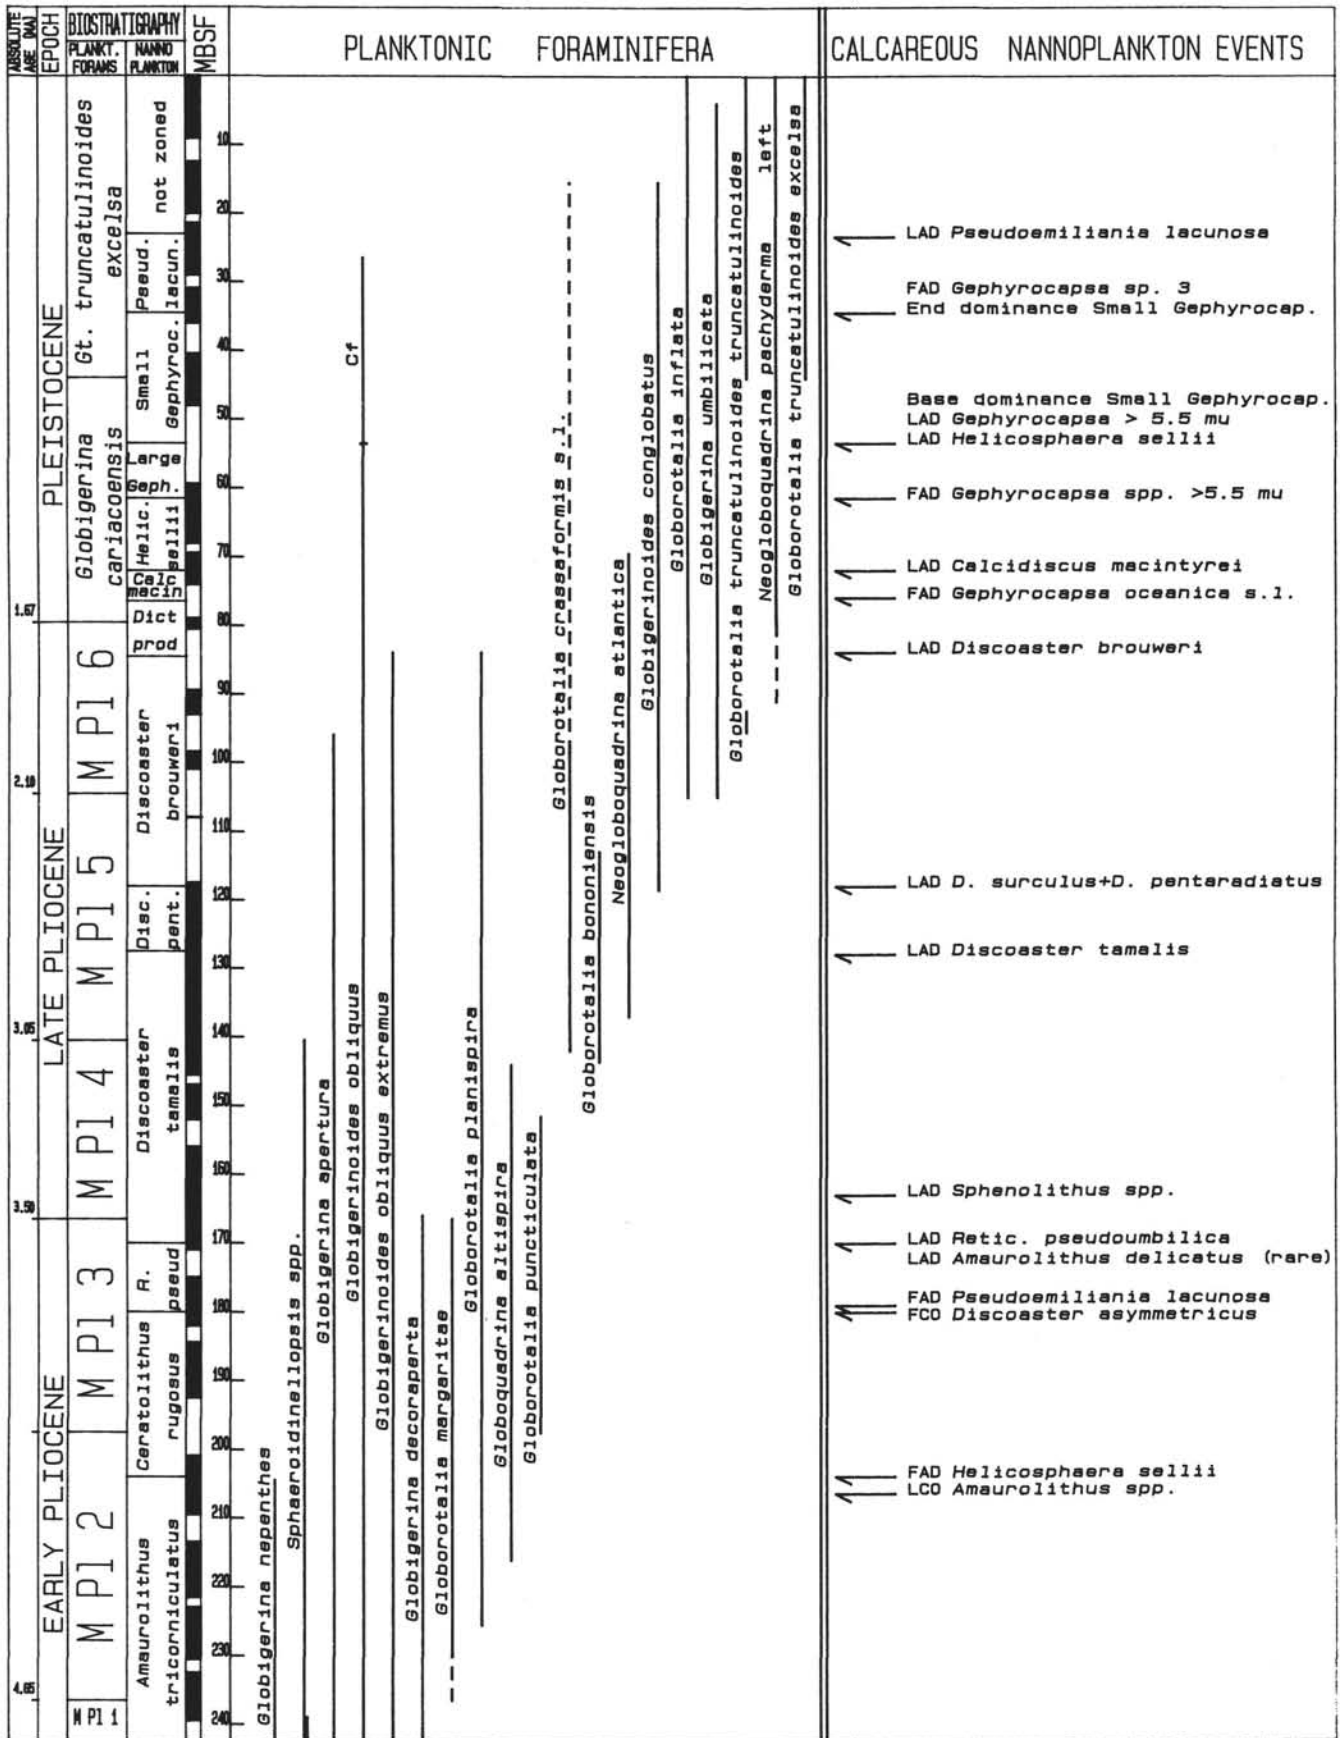 ABSOLUTE AGE (MA)
EPOCH
BIOSTRATIGRAPHY
PLANKT. FORAMS
NANNO PLANKTON
MBSF
PLANKTONIC FORAMINIFERA
CALCAREOUS NANNOPLANKTON EVENTS
1.67
2.10
3.05
3.50
4.65
PLEISTOCENE
LATE PLIOCENE
EARLY PLIOCENE
Gt. truncatulinoides
excelsa
Globigerina
cariacoensis
M Pl 6
M Pl 5
M Pl 4
M Pl 3
M Pl 2
M Pl 1
not zoned
Pseud.
lacun.
Small
Gephyroc.
Large
Geph.
Helic.
sellii
Calc
macin
Dict
prod
Discoaster
brouweri
Disc.
pent.
Discoaster
tamalis
R.
pseud
Ceratolithus
rugosus
Amaurolithus
tricorniculatus
10
20
30
40
50
60
70
80
90
100
110
120
130
140
150
160
170
180
190
200
210
220
230
240
Globigerina nepenthes
Sphaeroidinellopsis spp.
Globigerina apertura
Cf
Globigerinoides obliquus
Globigerinoides obliquus extremus
Globigerina decoraperta
Globorotalia margaritae
Globorotalia planispira
Globoquadrina altispira
Globorotalia puncticulata
Globorotalia crassaformis s.l.
Globorotalia bononiensis
Neogloboquadrina atlantica
Globigerinoides conglobatus
Globorotalia inflata
Globigerina umbilicata
Globorotalia truncatulinoides truncatulinoides
Neogloboquadrina pachyderma left
Globorotalia truncatulinoides excelsa
LAD Pseudoemiliania lacunosa
FAD Gephyrocapsa sp. 3
End dominance Small Gephyrocap.
Base dominance Small Gephyrocap.
LAD Gephyrocapsa > 5.5 mu
LAD Helicosphaera sellii
FAD Gephyrocapsa spp. >5.5 mu
LAD Calcidiscus macintyrei
FAD Gephyrocapsa oceanica s.l.
LAD Discoaster brouweri
LAD D. surculus+D. pentaradiatus
LAD Discoaster tamalis
LAD Sphenolithus spp.
LAD Retic. pseudoumbilica
LAD Amaurolithus delicatus (rare)
FAD Pseudoemiliania lacunosa
FCO Discoaster asymmetricus
FAD Helicosphaera sellii
LCO Amaurolithus spp.